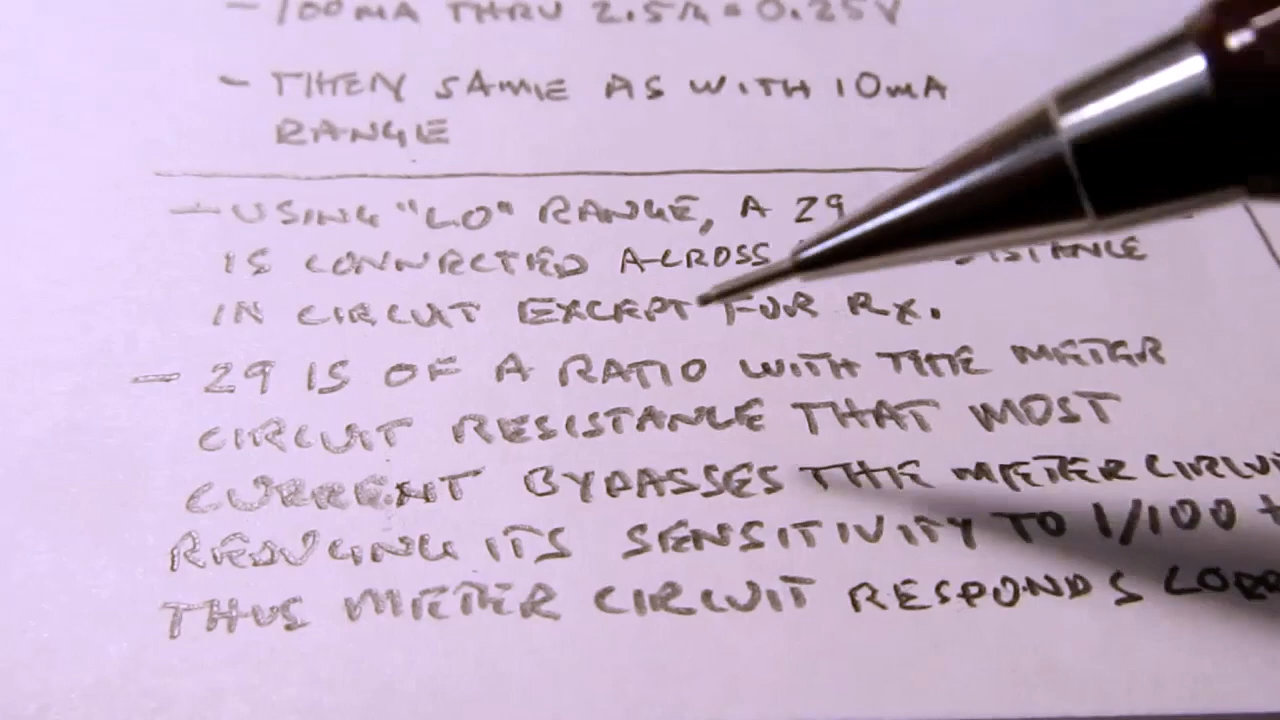 - 100MA THRU 2.5Ω = 0.25V
- THEN SAME AS WITH 10MA
RANGE
- USING "LO" RANGE, A 29
IS CONNECTED ACROSS
IN CIRCUIT EXCEPT FOR RX.
- 29 IS OF A RATIO WITH THE METER
CIRCUIT RESISTANCE THAT MOST
CURRENT BYPASSES THE METER CIRCU
REDUCING ITS SENSITIVITY TO 1/100 +
THUS METER CIRCUIT RESPONDS